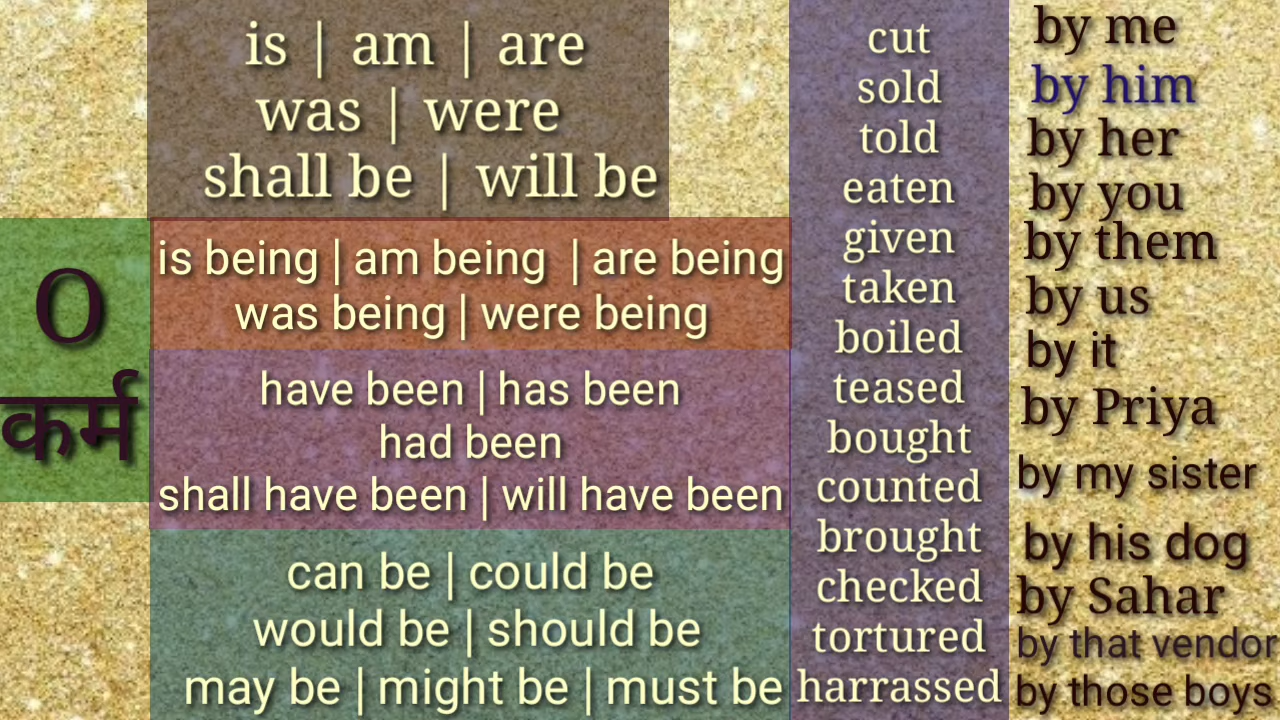 O
कर्म
is | am | are
was | were
shall be | will be
is being | am being | are being
was being | were being
have been | has been
had been
shall have been | will have been
can be | could be
would be | should be
may be | might be | must be
cut
sold
told
eaten
given
taken
boiled
teased
bought
counted
brought
checked
tortured
harrassed
by me
by him
by her
by you
by them
by us
by it
by Priya
by my sister
by his dog
by Sahar
by that vendor
by those boys